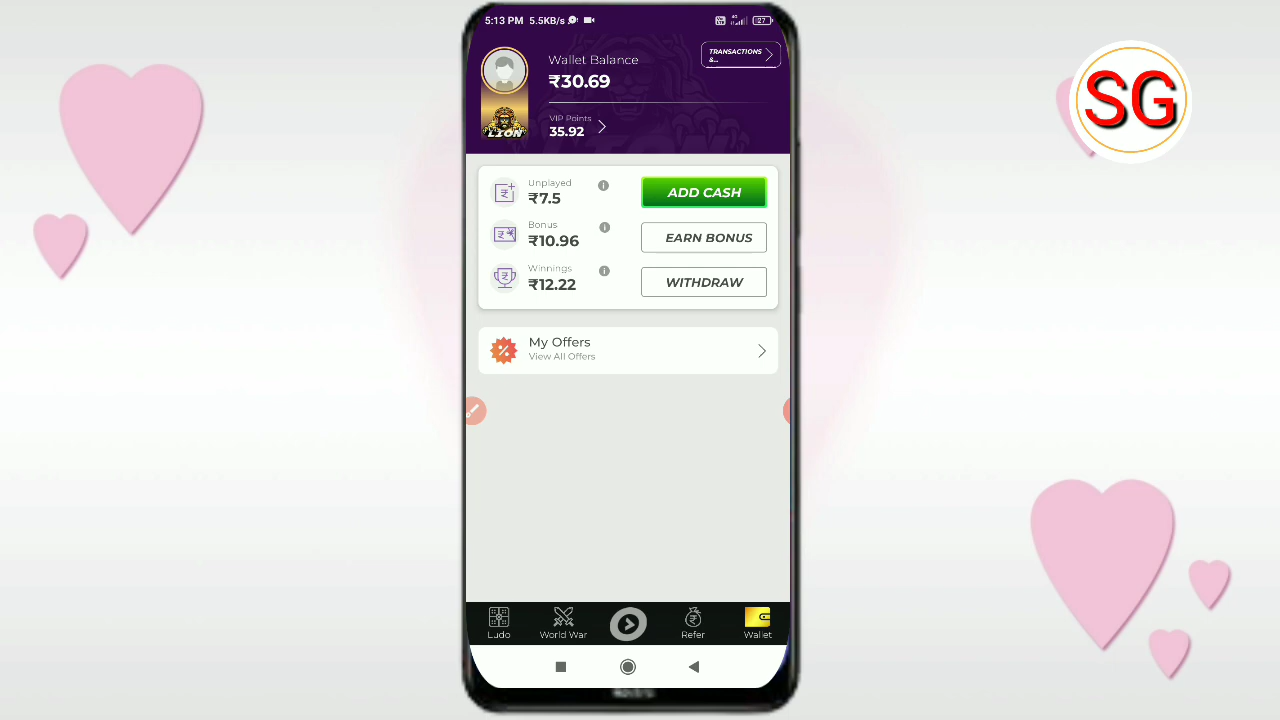 5:13 PM 5.5KB/s
4G
27
Wallet Balance
₹30.69
TRANSACTIONS
&...
VIP Points
35.92
LION
Unplayed
₹7.5
ADD CASH
Bonus
₹10.96
EARN BONUS
Winnings
₹12.22
WITHDRAW
My Offers
View All Offers
Ludo
World War
Refer
Wallet
SG